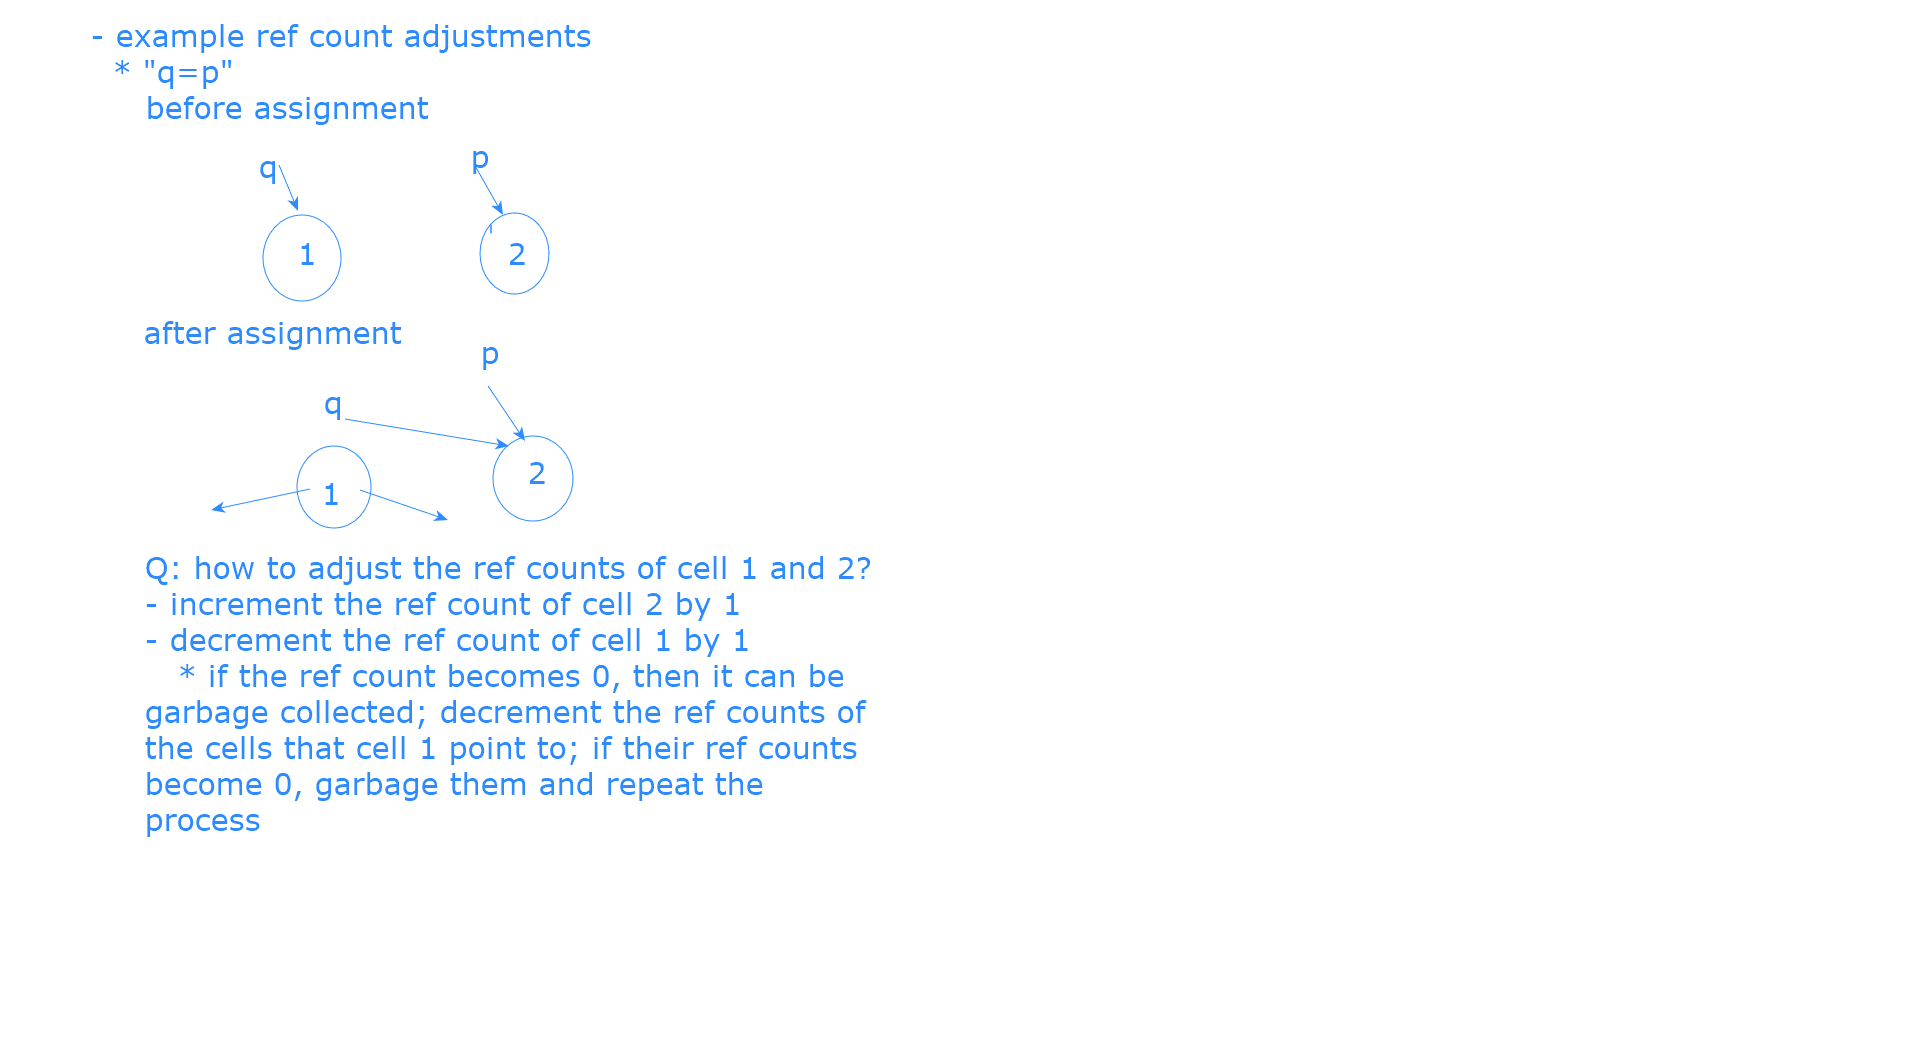 - example ref count adjustments
* "q=p"
before assignment
q
p
1
2
after assignment
p
q
2
1
Q: how to adjust the ref counts of cell 1 and 2?
- increment the ref count of cell 2 by 1
- decrement the ref count of cell 1 by 1
* if the ref count becomes 0, then it can be
garbage collected; decrement the ref counts of
the cells that cell 1 point to; if their ref counts
become 0, garbage them and repeat the
process